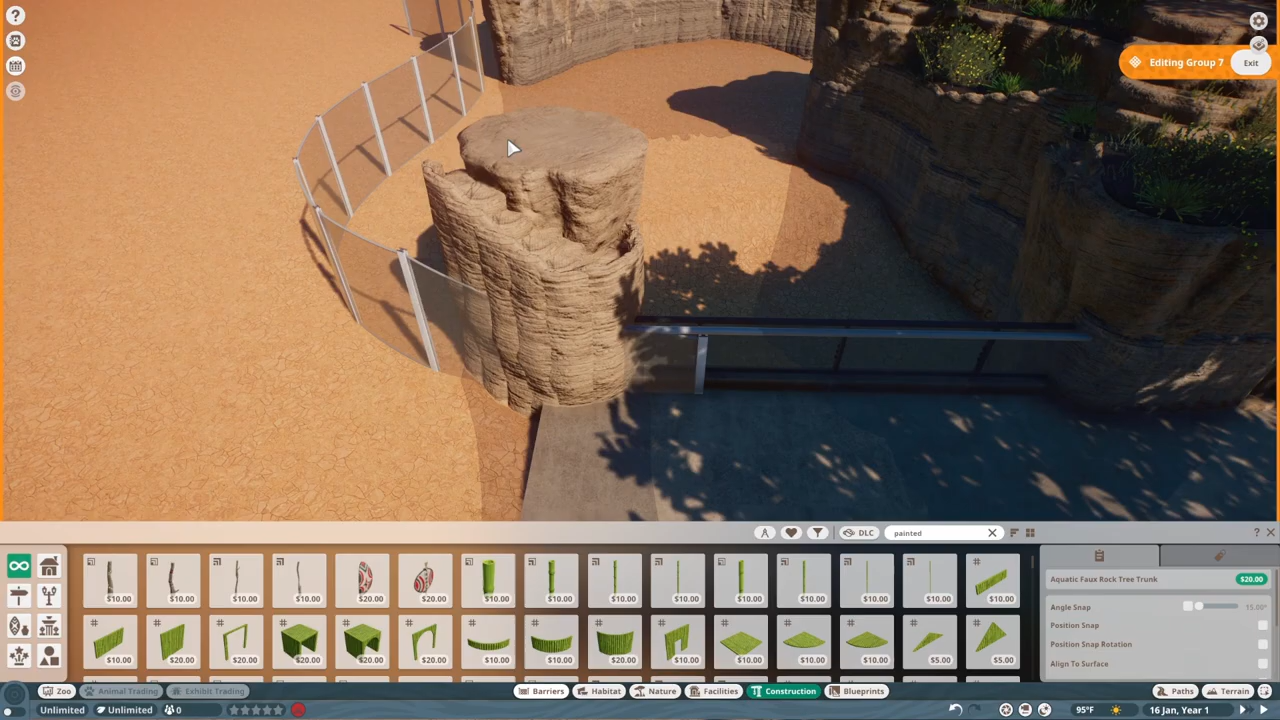 ?
Editing Group 7 Exit
DLC painted
?
$10.00 $10.00 $10.00 $10.00 $20.00 $20.00 $10.00 $10.00 $10.00 $10.00 $10.00 $10.00 $10.00 $10.00 $10.00
$10.00 $20.00 $20.00 $20.00 $20.00 $20.00 $10.00 $10.00 $20.00 $10.00 $10.00 $10.00 $10.00 $5.00 $5.00
Aquatic Faux Rock Tree Trunk $20.00
Angle Snap 15.00°
Position Snap
Position Snap Rotation
Align To Surface
Zoo Animal Trading Exhibit Trading Barriers Habitat Nature Facilities Construction Blueprints Paths Terrain
Unlimited Unlimited 0 95°F 16 Jan, Year 1